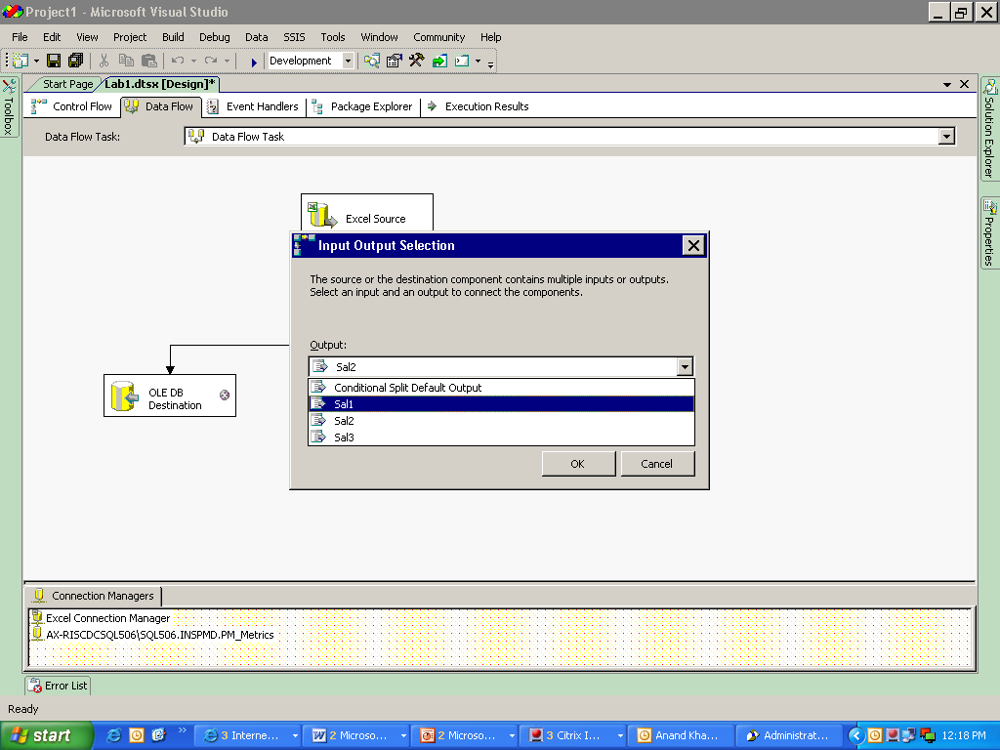 Project1 - Microsoft Visual Studio
File Edit View Project Build Debug Data SSIS Tools Window Community Help
Development
Toolbox
Start Page Lab1.dtsx [Design]*
Control Flow Data Flow Event Handlers Package Explorer Execution Results
Data Flow Task: Data Flow Task
Solution Explorer
Properties
Excel Source
Input Output Selection
The source or the destination component contains multiple inputs or outputs.
Select an input and an output to connect the components.
Output:
Sal2
Conditional Split Default Output
Sal1
Sal2
Sal3
OK Cancel
OLE DB
Destination
Connection Managers
Excel Connection Manager
AX-RISCDCSQL506\SQL506.INSPMD.PM_Metrics
Error List
Ready
start 3 Interne... 2 Microso... 2 Microso... 3 Citrix I... Anand Kha... Administrat... 12:18 PM